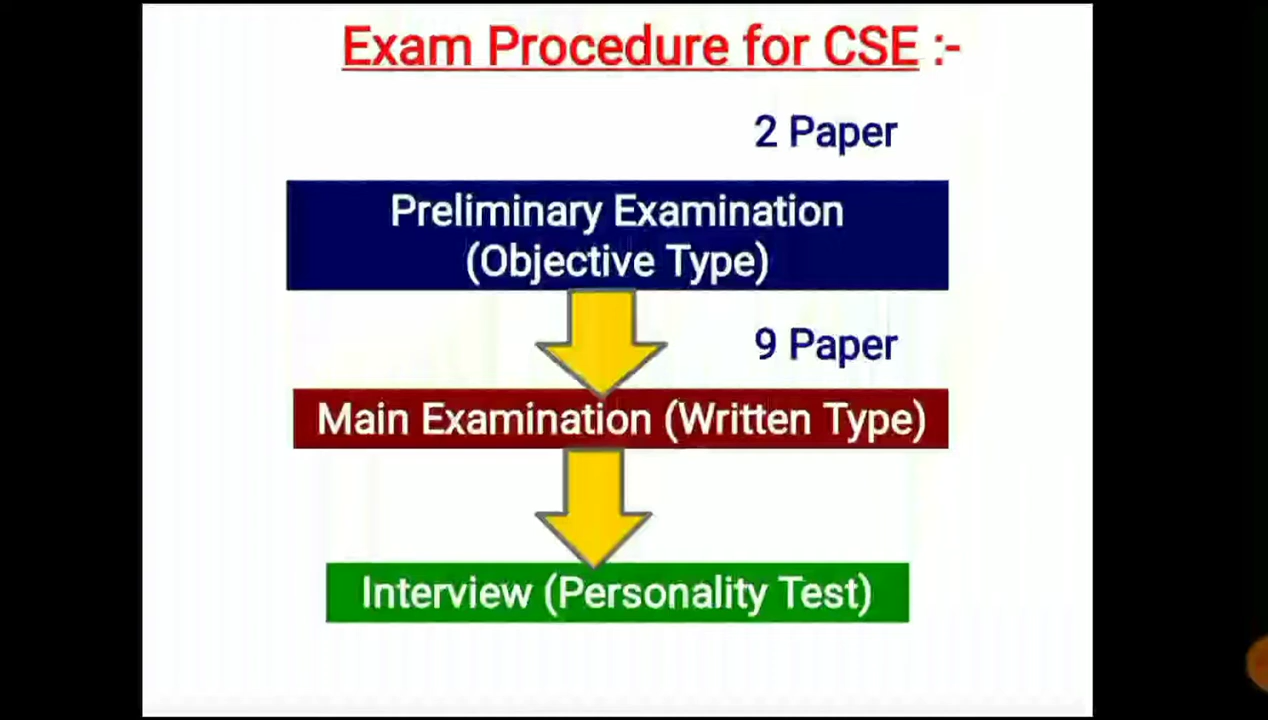 Exam Procedure for CSE :-
2 Paper
Preliminary Examination
(Objective Type)
9 Paper
Main Examination (Written Type)
Interview (Personality Test)